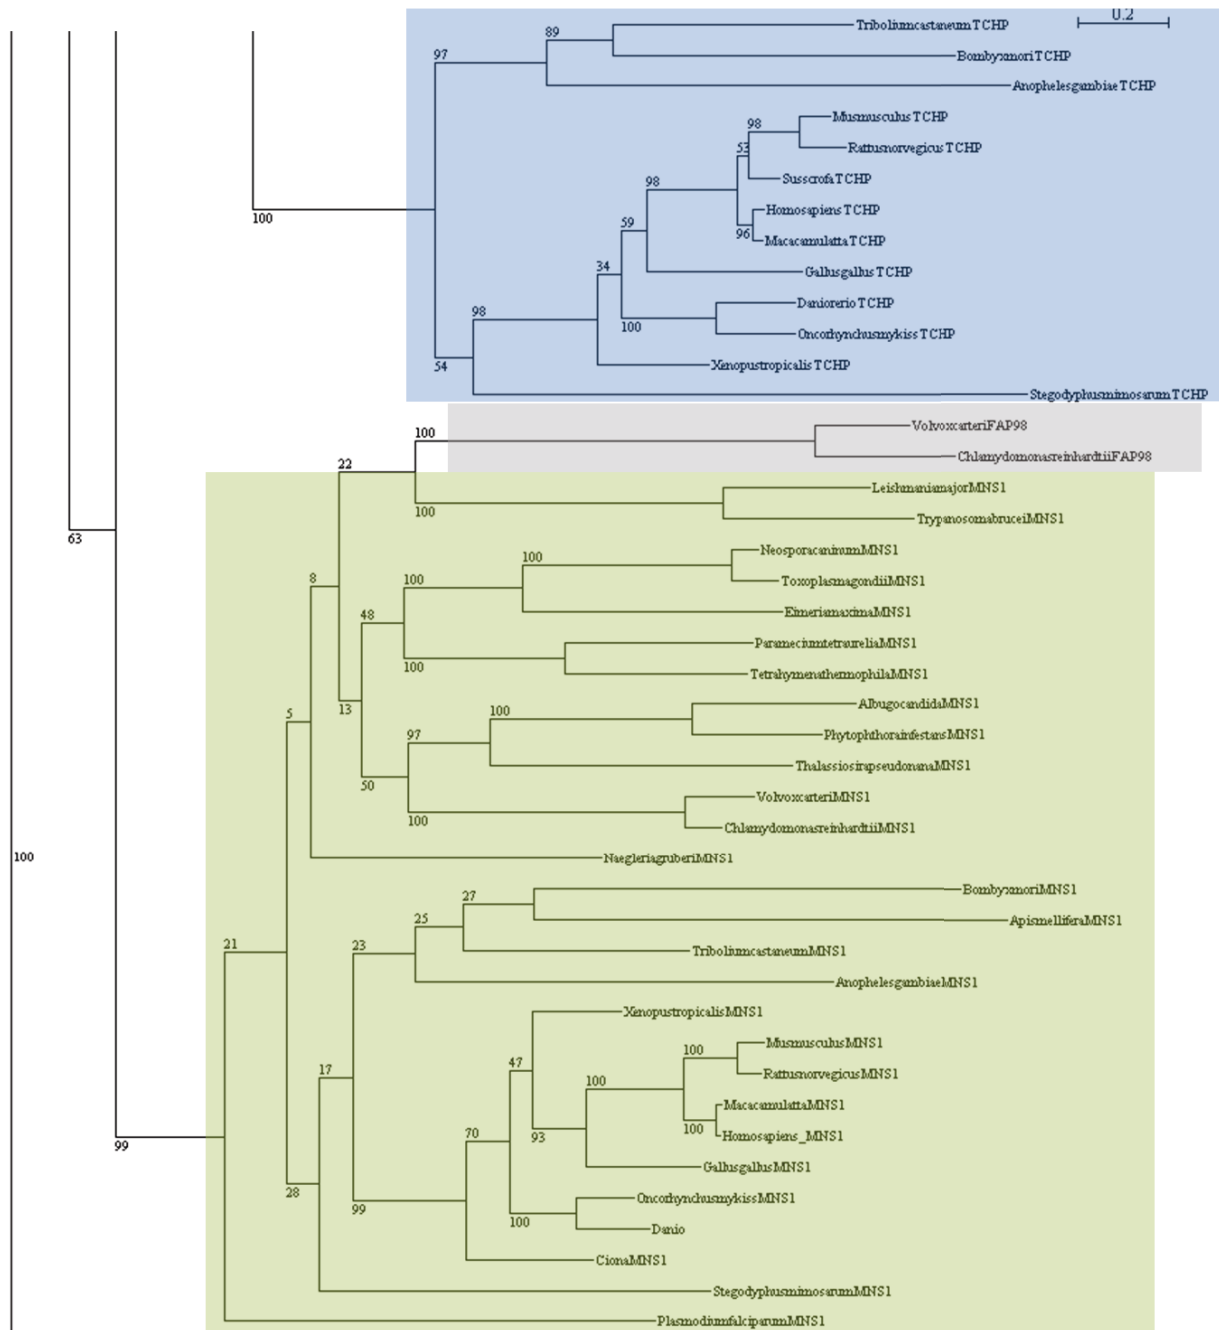 0.2
TriboliumcastaneumTCHP
89
97
BombyxmoriTCHP
AnophelesgambiaeTCHP
MusmusculusTCHP
98
53
RattusnorvegicusTCHP
98
SusscrofaTCHP
HomosapiensTCHP
100
59
96
MacacamulattaTCHP
34
GallusgallusTCHP
DaniorerioTCHP
98
100
OncorhynchusmykissTCHP
54
XenopustropicalisTCHP
StegodyphusmimosarumTCHP
100
VolvoxcarteriFAP98
22
ChlamydomonasreinhardtiiFAP98
LeishmaniamajorMNS1
100
TrypanosomabruceiMNS1
63
NeosporacaninumMNS1
100
8
100
ToxoplasmagondiiMNS1
48
EimeriamaximaMNS1
ParameciumtetraureliaMNS1
100
TetrahymenathermophilaMNS1
13
AlbugocandidaMNS1
5
100
97
PhytophthorainfestansMNS1
ThalassiosirapseudonanaMNS1
50
VolvoxcarteriMNS1
100
ChlamydomonasreinhardtiiMNS1
100
NaegleriagruberiMNS1
27
BombyxmoriMNS1
25
ApismelliferaMNS1
21
23
TriboliumcastaneumMNS1
AnophelesgambiaeMNS1
XenopustropicalisMNS1
MusmusculusMNS1
100
17
47
RattusnorvegicusMNS1
100
MacacamulattaMNS1
99
70
93
100
Homosapiens_MNS1
GallusgallusMNS1
28
99
100
OncorhynchusmykissMNS1
Danio
CionaMNS1
StegodyphusmimosarumMNS1
PlasmodiumfalciparumMNS1